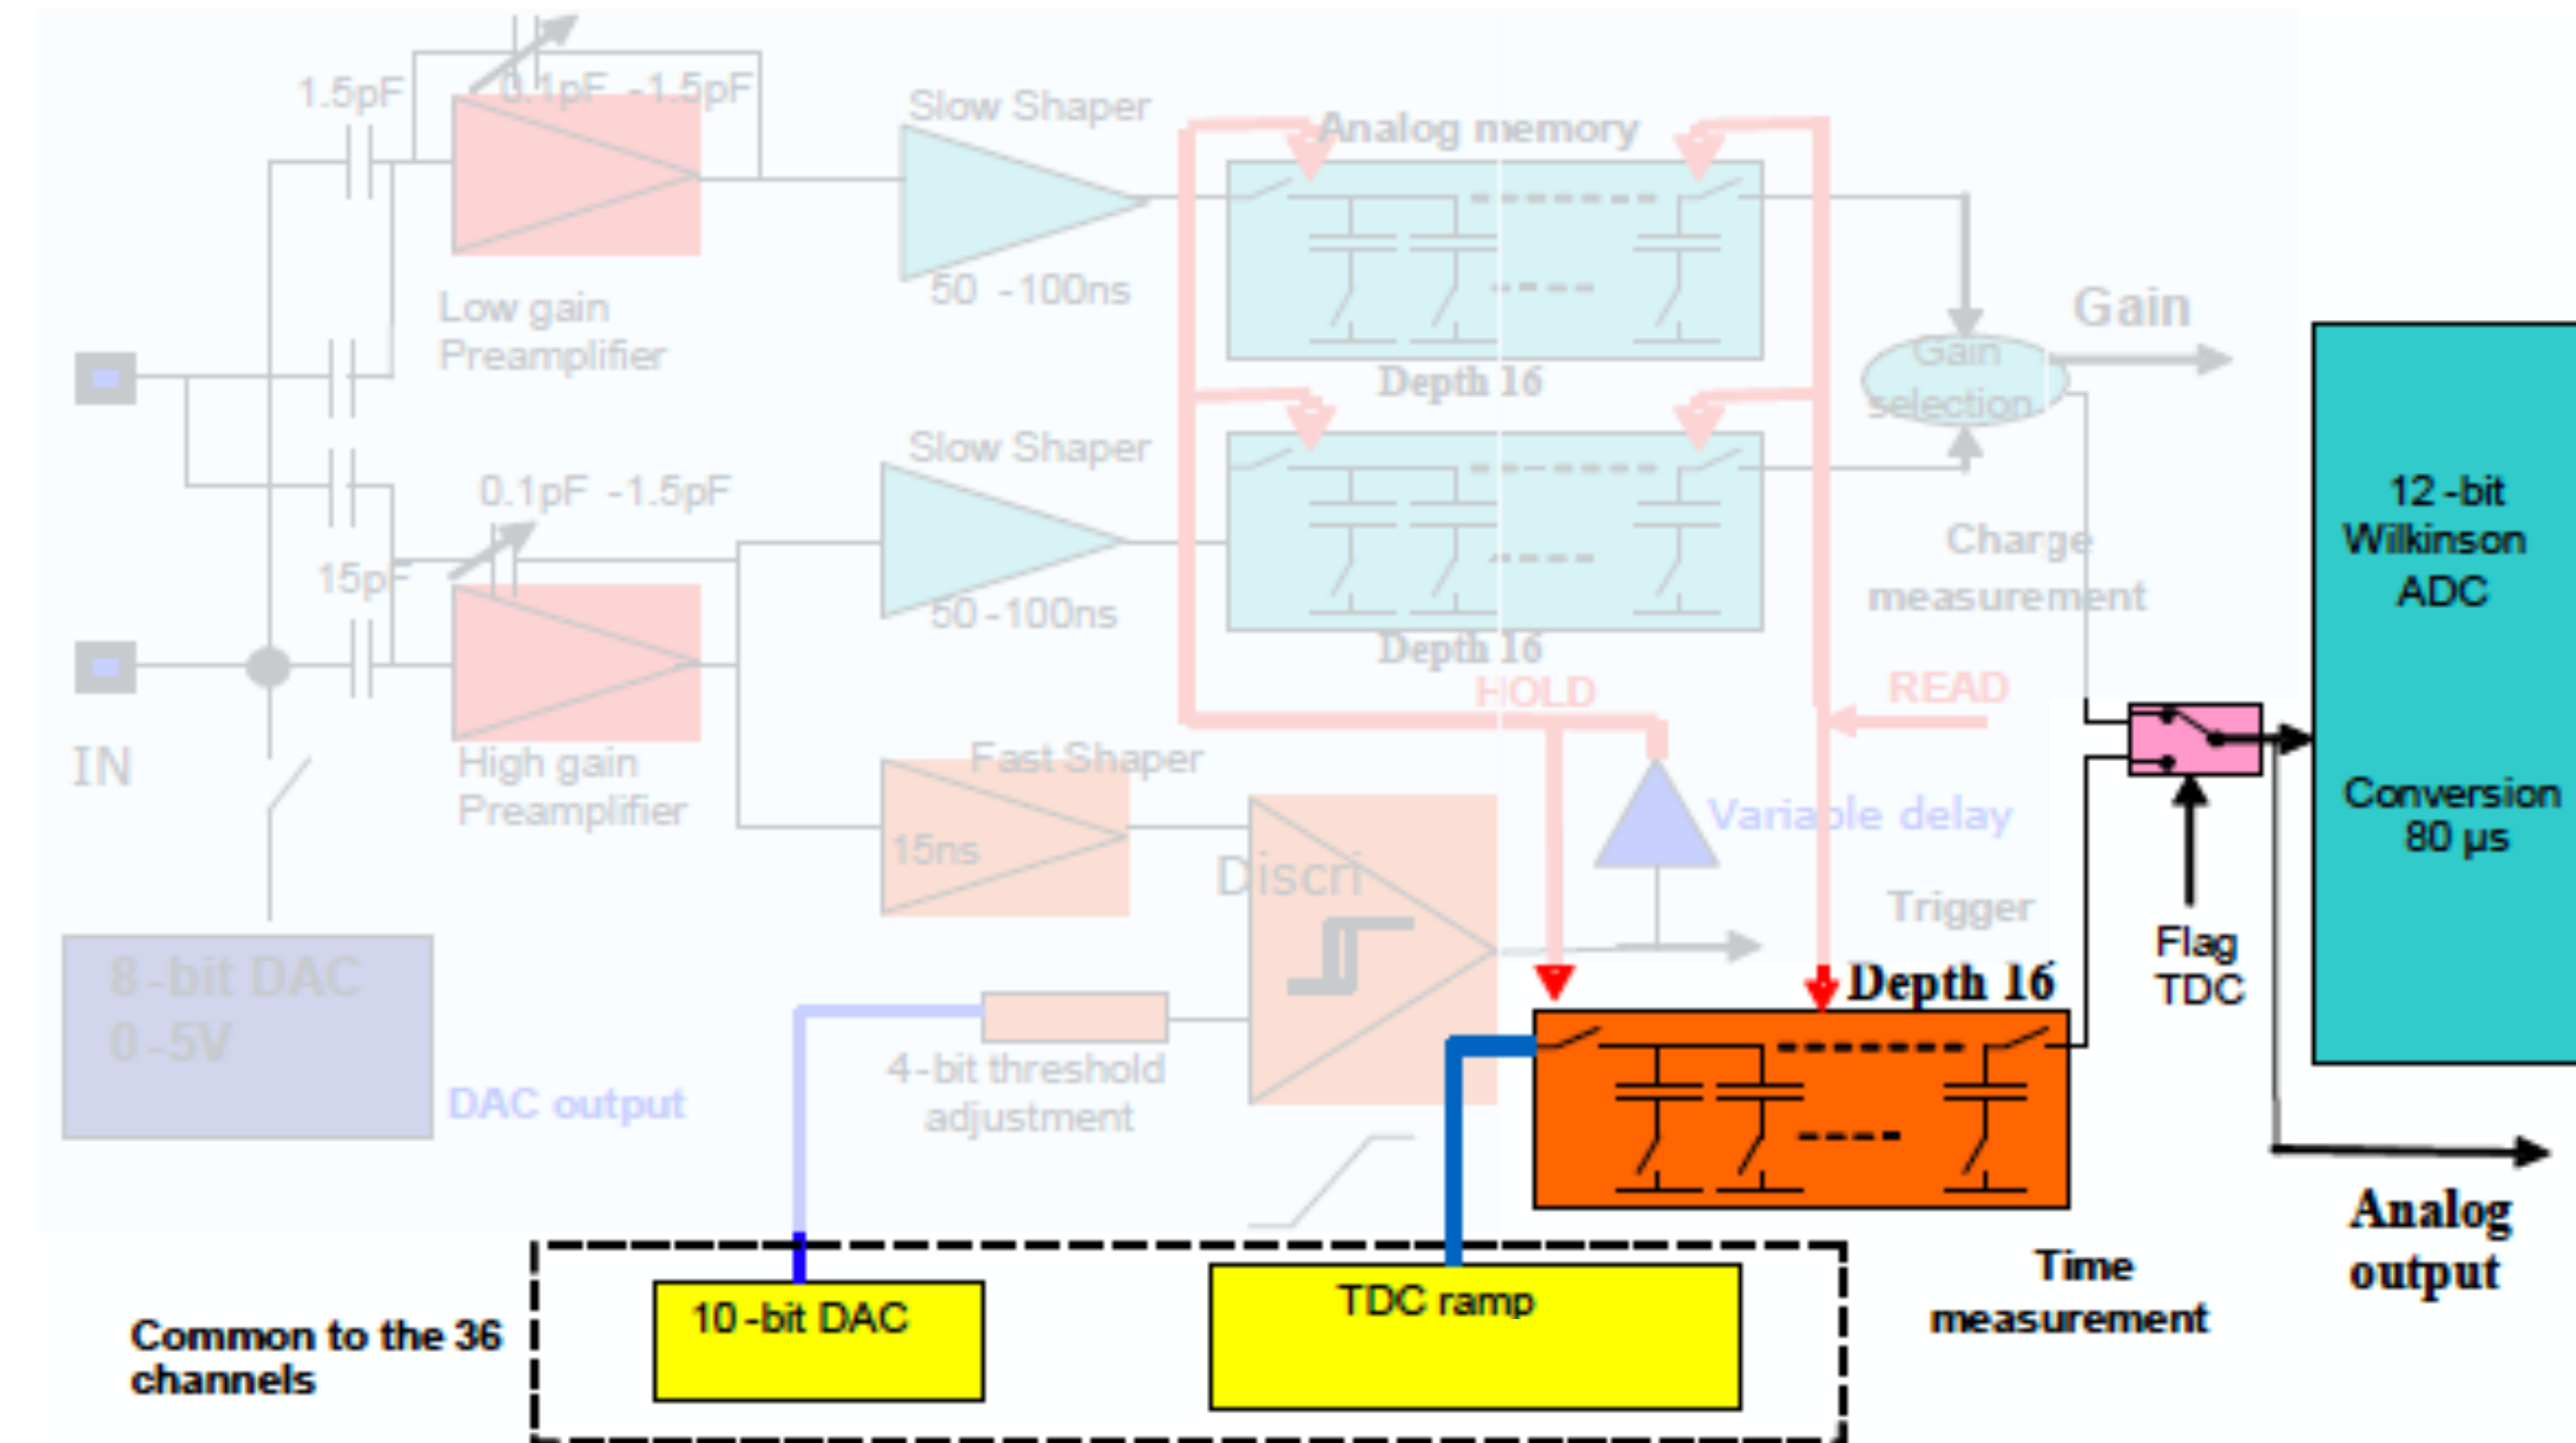 1.5pF
0.1pF -1.5pF
Slow Shaper
Analog memory
50 -100ns
Low gain
Preamplifier
Depth 16
Gain
Gain
selection
Slow Shaper
0.1pF -1.5pF
15pF
50 -100ns
Depth 16
Charge
measurement
12 -bit
Wilkinson
ADC
HOLD
READ
IN
High gain
Preamplifier
Fast Shaper
15ns
Discri
Variable delay
Trigger
Conversion
80 µs
Flag
TDC
8 -bit DAC
0 -5V
DAC output
4-bit threshold
adjustment
Depth 16
Analog
output
Time
measurement
Common to the 36
channels
10 -bit DAC
TDC ramp